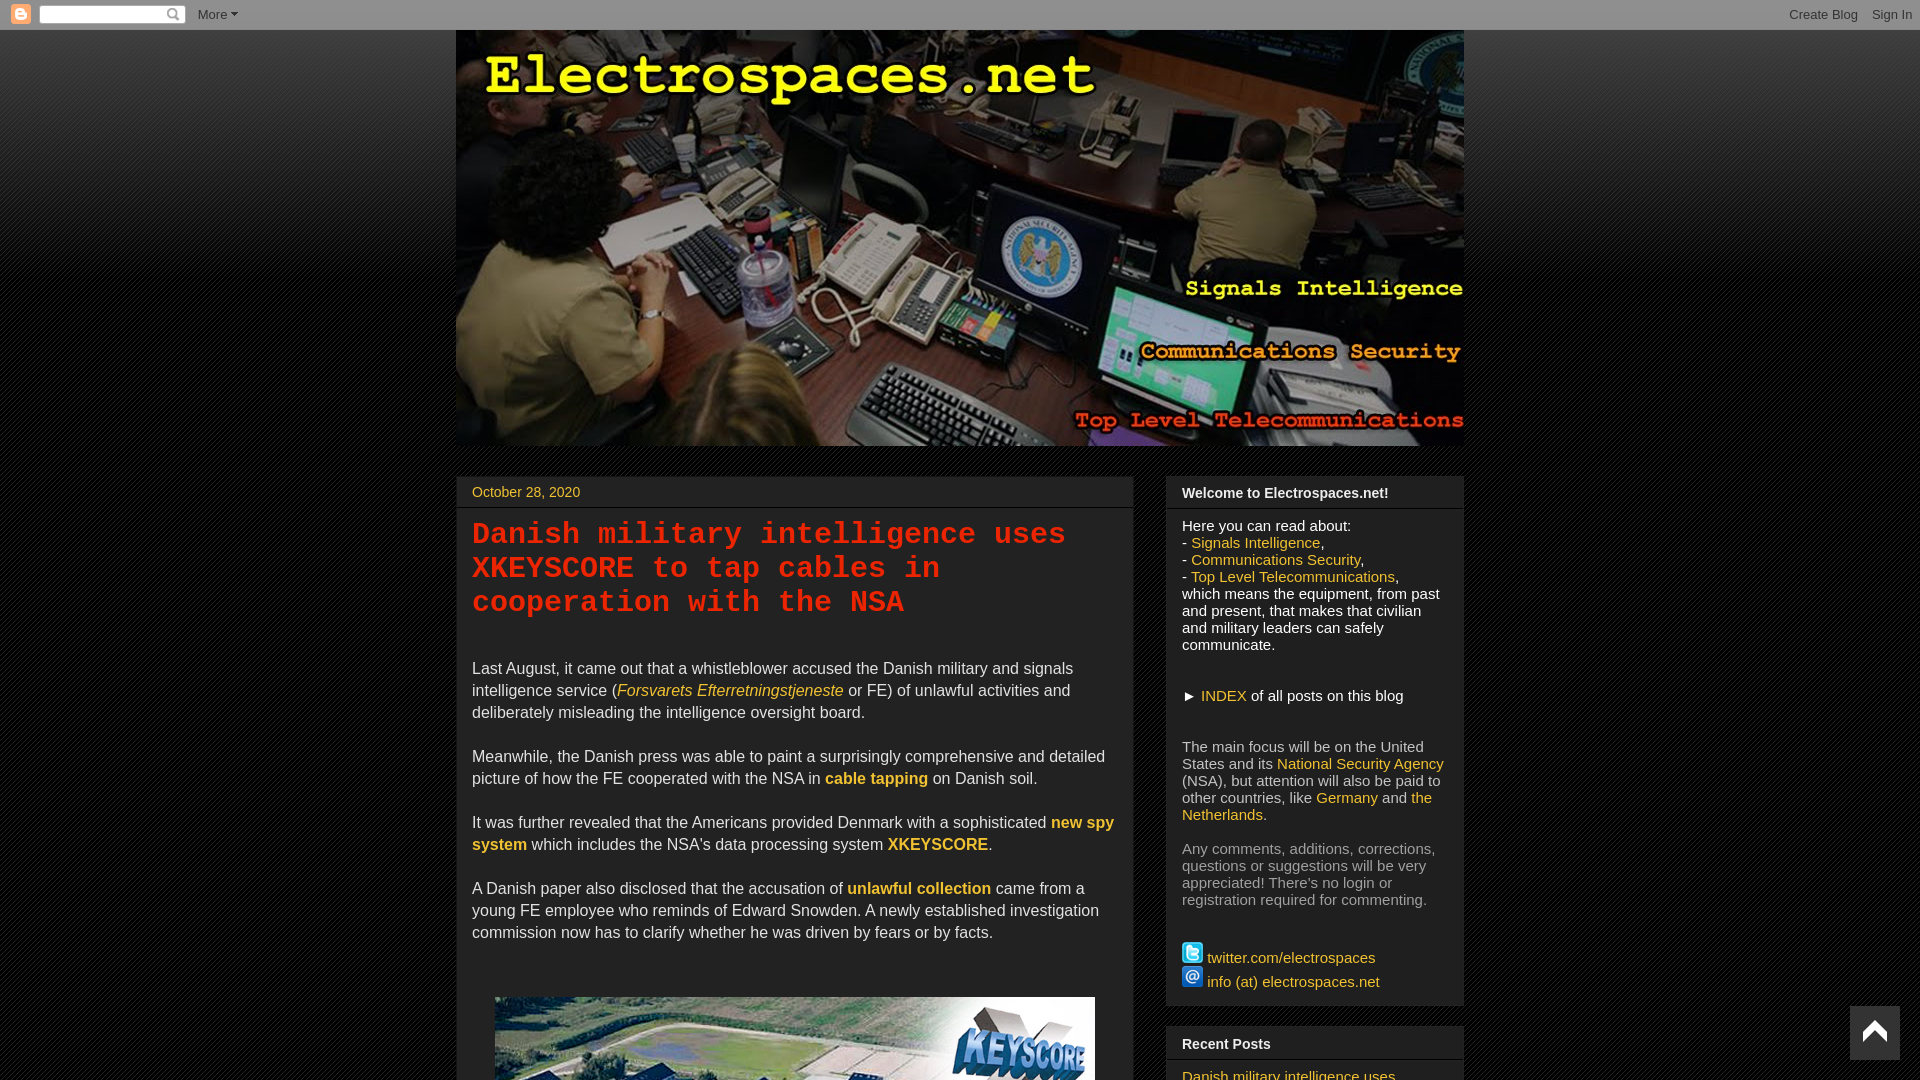 More
Create Blog
Sign In
Electrospaces.net
Signals Intelligence
Communications Security
Top Level Telecommunications
October 28, 2020
Danish military intelligence uses
XKEYSCORE to tap cables in
cooperation with the NSA
Last August, it came out that a whistleblower accused the Danish military and signals
intelligence service (Forsvarets Efterretningstjeneste or FE) of unlawful activities and
deliberately misleading the intelligence oversight board.
Meanwhile, the Danish press was able to paint a surprisingly comprehensive and detailed
picture of how the FE cooperated with the NSA in cable tapping on Danish soil.
It was further revealed that the Americans provided Denmark with a sophisticated new spy
system which includes the NSA's data processing system XKEYSCORE.
A Danish paper also disclosed that the accusation of unlawful collection came from a
young FE employee who reminds of Edward Snowden. A newly established investigation
commission now has to clarify whether he was driven by fears or by facts.
KEYSCORE
Welcome to Electrospaces.net!
Here you can read about:
- Signals Intelligence,
- Communications Security,
- Top Level Telecommunications,
which means the equipment, from past
and present, that makes that civilian
and military leaders can safely
communicate.
► INDEX of all posts on this blog
The main focus will be on the United
States and its National Security Agency
(NSA), but attention will also be paid to
other countries, like Germany and the
Netherlands.
Any comments, additions, corrections,
questions or suggestions will be very
appreciated! There's no login or
registration required for commenting.
twitter.com/electrospaces
@ info (at) electrospaces.net
Recent Posts
Danish military intelligence uses